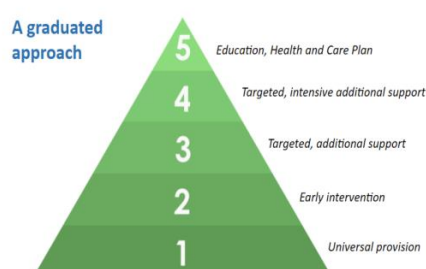 A graduated
approach
5
Education, Health and Care Plan
4
Targeted, intensive additional support
3
Targeted, additional support
2
Early intervention
1
Universal provision